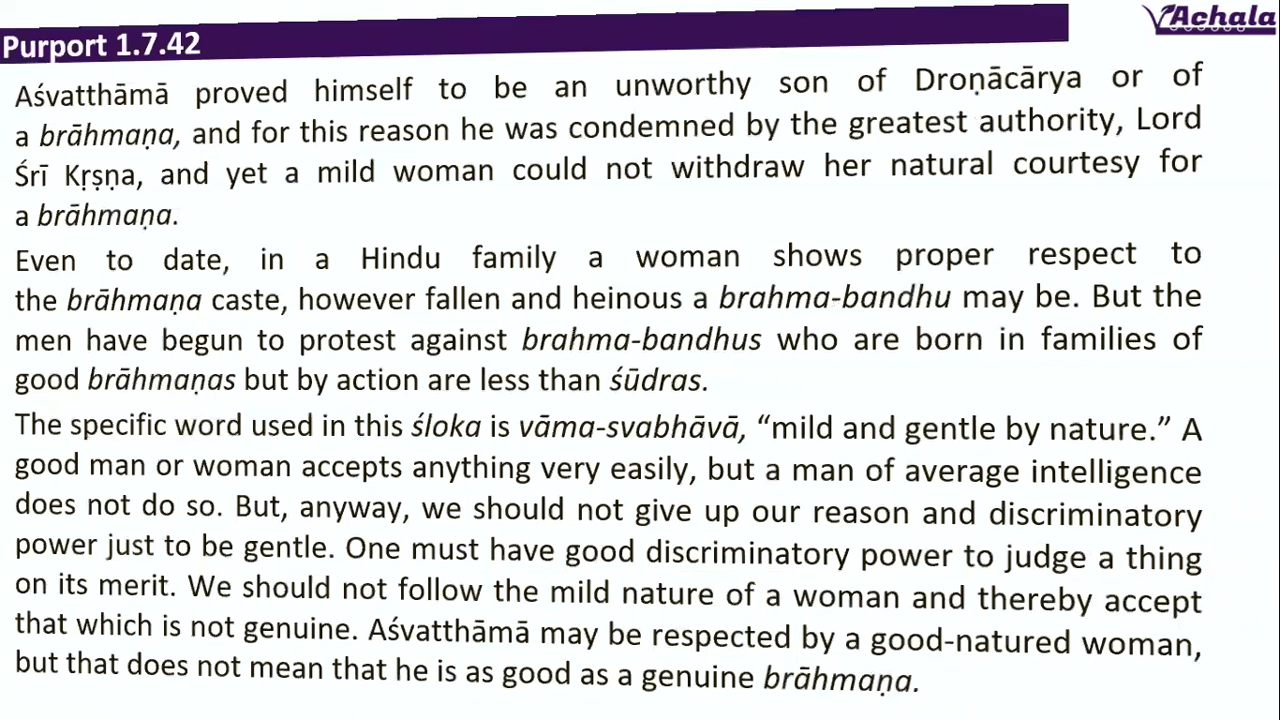 Purport 1.7.42
Achala
Aśvatthāmā proved himself to be an unworthy son of Droṇācārya or of
a brāhmaṇa, and for this reason he was condemned by the greatest authority, Lord
Śrī Kṛṣṇa, and yet a mild woman could not withdraw her natural courtesy for
a brāhmaṇa.
Even to date, in a Hindu family a woman shows proper respect to
the brāhmaṇa caste, however fallen and heinous a brahma-bandhu may be. But the
men have begun to protest against brahma-bandhus who are born in families of
good brāhmaṇas but by action are less than śūdras.
The specific word used in this śloka is vāma-svabhāvā, “mild and gentle by nature.” A
good man or woman accepts anything very easily, but a man of average intelligence
does not do so. But, anyway, we should not give up our reason and discriminatory
power just to be gentle. One must have good discriminatory power to judge a thing
on its merit. We should not follow the mild nature of a woman and thereby accept
that which is not genuine. Aśvatthāmā may be respected by a good-natured woman,
but that does not mean that he is as good as a genuine brāhmaṇa.